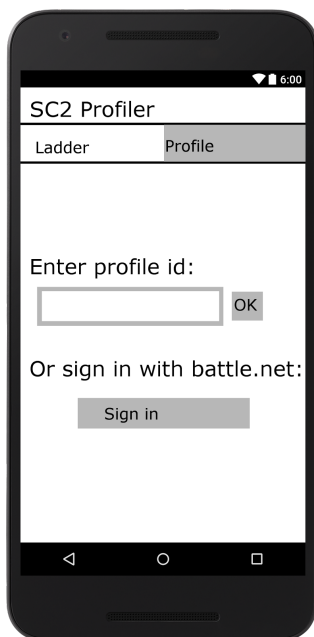 6:00
SC2 Profiler
Ladder Profile
Enter profile id:
OK
Or sign in with battle.net:
Sign in